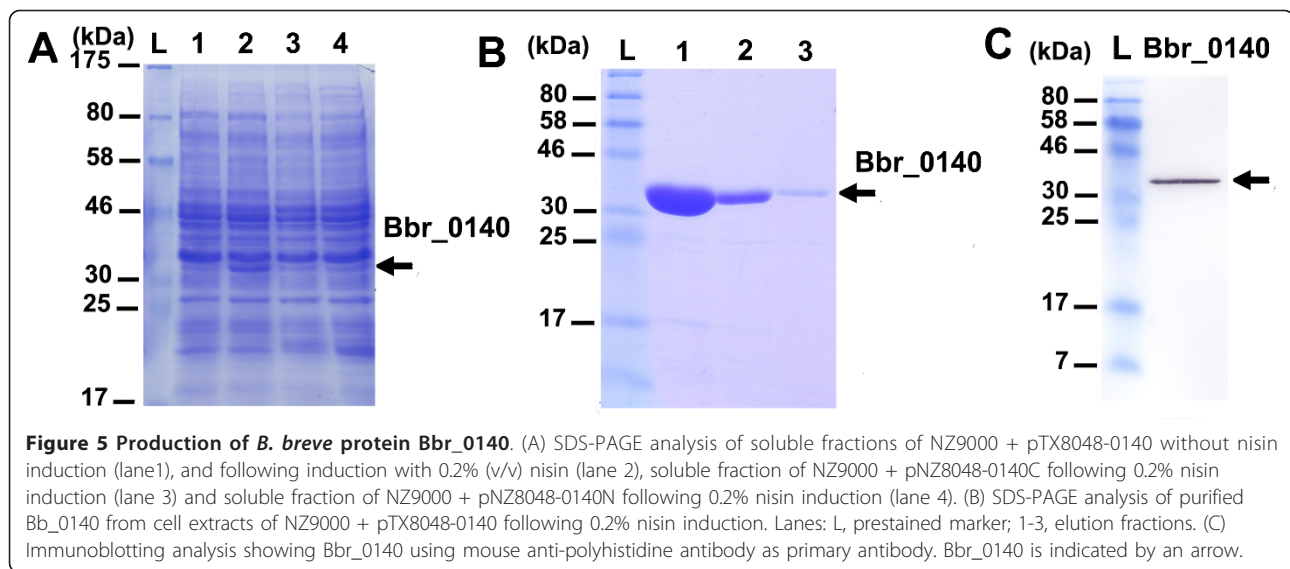 A (kDa) L 1 2 3 4
175
80
58
46
30
25
17
Bbr_0140
B (kDa) L 1 2 3
80
58
46
30
25
17
Bbr_0140
C (kDa) L Bbr_0140
80
58
46
30
25
17
7
Figure 5 Production of B. breve protein Bbr_0140. (A) SDS-PAGE analysis of soluble fractions of NZ9000 + pTX8048-0140 without nisin
induction (lane1), and following induction with 0.2% (v/v) nisin (lane 2), soluble fraction of NZ9000 + pNZ8048-0140C following 0.2% nisin
induction (lane 3) and soluble fraction of NZ9000 + pNZ8048-0140N following 0.2% nisin induction (lane 4). (B) SDS-PAGE analysis of purified
Bb_0140 from cell extracts of NZ9000 + pTX8048-0140 following 0.2% nisin induction. Lanes: L, prestained marker; 1-3, elution fractions. (C)
Immunoblotting analysis showing Bbr_0140 using mouse anti-polyhistidine antibody as primary antibody. Bbr_0140 is indicated by an arrow.